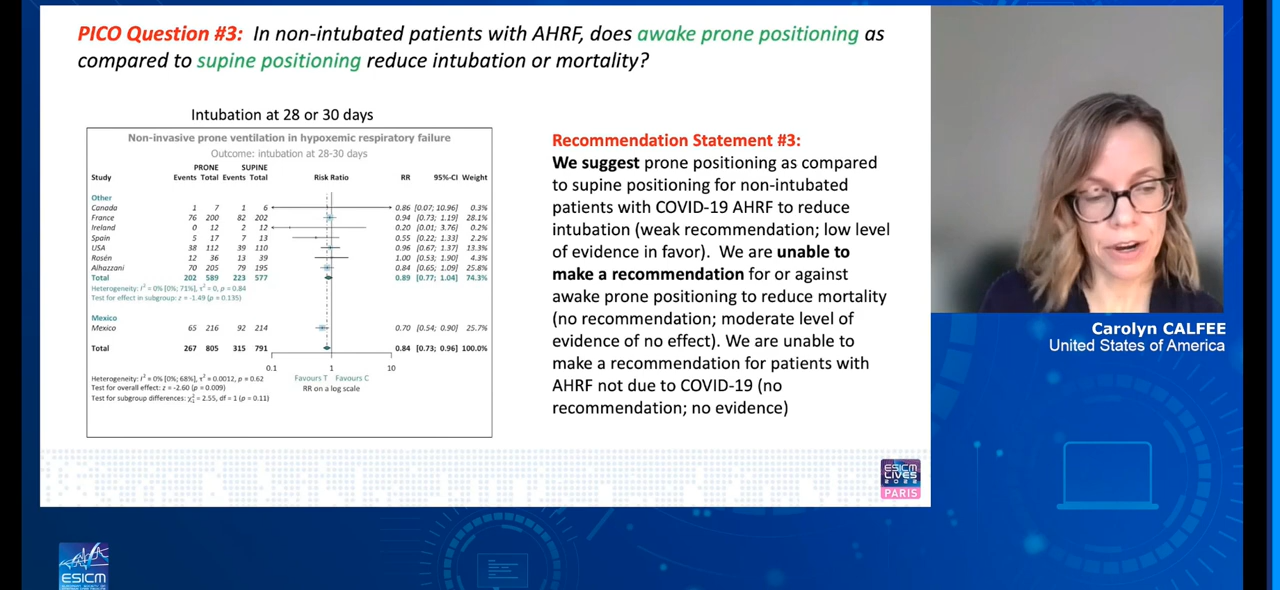 PICO Question #3: In non-intubated patients with AHRF, does awake prone positioning as
compared to supine positioning reduce intubation or mortality?
Intubation at 28 or 30 days
Non-invasive prone ventilation in hypoxemic respiratory failure
Outcome: intubation at 28-30 days
PRONE SUPINE
Study Events Total Events Total Risk Ratio RR 95%-CI Weight
Other
Canada 1 7 1 6 0.86 [0.07; 10.96] 0.3%
France 76 200 82 202 0.94 [0.73; 1.19] 28.1%
Ireland 0 12 2 12 0.20 [0.01; 3.76] 0.2%
Spain 5 17 7 13 0.55 [0.22; 1.33] 2.2%
USA 38 112 39 110 0.96 [0.67; 1.37] 13.3%
Rosén 12 36 13 39 1.00 [0.53; 1.90] 4.3%
Alhazzani 70 205 79 195 0.84 [0.65; 1.09] 25.8%
Total 202 589 223 577 0.89 [0.77; 1.04] 74.3%
Heterogeneity: I² = 0% [0%; 71%], τ² = 0, p = 0.84
Test for effect in subgroup: z = -1.49 (p = 0.135)
Mexico
Mexico 65 216 92 214 0.70 [0.54; 0.90] 25.7%
Total 267 805 315 791 0.84 [0.73; 0.96] 100.0%
0.1 1 10
Heterogeneity: I² = 0% [0%; 68%], τ² = 0.0012, p = 0.62
Favours T Favours C
Test for overall effect: z = -2.60 (p = 0.009)
RR on a log scale
Test for subgroup differences: χ²₁ = 2.55, df = 1 (p = 0.11)
Recommendation Statement #3:
We suggest prone positioning as compared
to supine positioning for non-intubated
patients with COVID-19 AHRF to reduce
intubation (weak recommendation; low level
of evidence in favor). We are unable to
make a recommendation for or against
awake prone positioning to reduce mortality
(no recommendation; moderate level of
evidence of no effect). We are unable to
make a recommendation for patients with
AHRF not due to COVID-19 (no
recommendation; no evidence)
Carolyn CALFEE
United States of America
ESICM
LIVES
2022
PARIS
ESICM